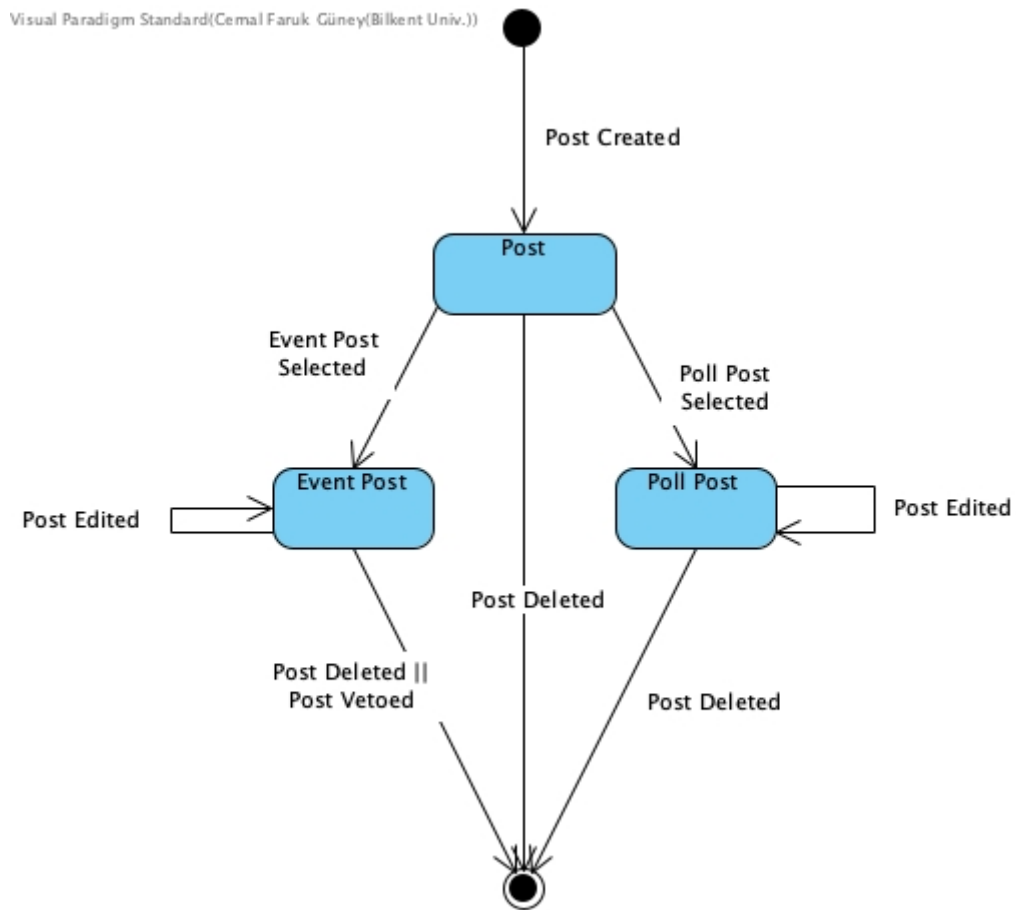 Visual Paradigm Standard(Cemal Faruk Güney(Bilkent Univ.))
Post Created
Post
Event Post
Selected
Poll Post
Selected
Event Post
Poll Post
Post Edited
Post Edited
Post Deleted
Post Deleted ||
Post Vetoed
Post Deleted